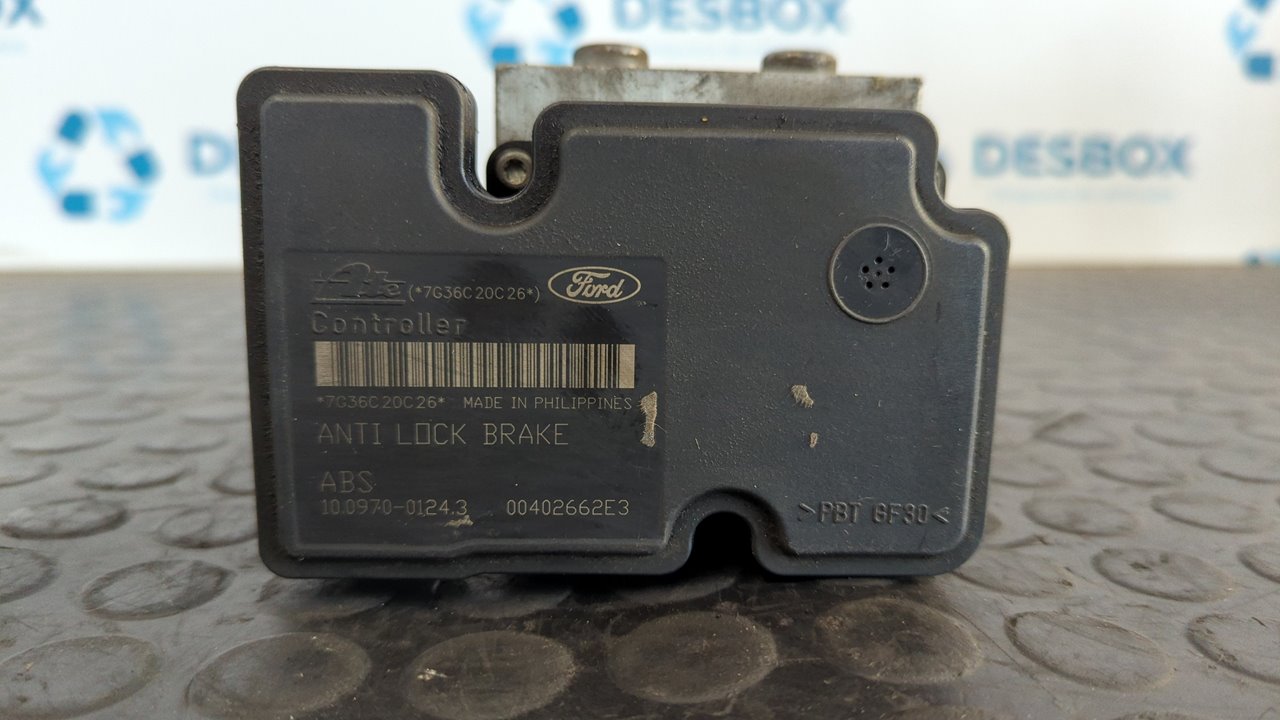 DESBOX
DESBOX
Ate (*7G36C20C26*) Ford
Controller
*7G36C20C26* MADE IN PHILIPPINES
ANTI LOCK BRAKE
ABS
10.0970-0124.3 00402662E3
>PBT GF30<